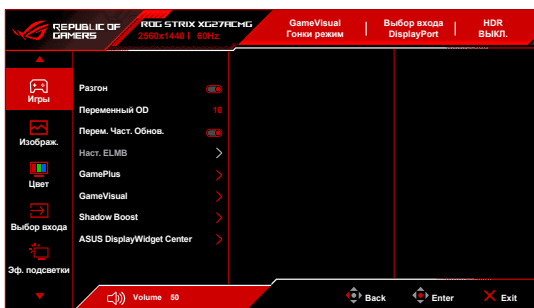 REPUBLIC OF GAMERS
ROG STRIX XG27ACMG
2560x1440 | 60Hz
GameVisual
Гонки режим
Выбор входа
DisplayPort
HDR
ВЫКЛ.
Игры
Изображ.
Цвет
Выбор входа
Эф. подсветки
Разгон
Переменный OD 10
Перем. Част. Обнов.
Наст. ELMB
GamePlus
GameVisual
Shadow Boost
ASUS DisplayWidget Center
Volume 50
Back
Enter
Exit